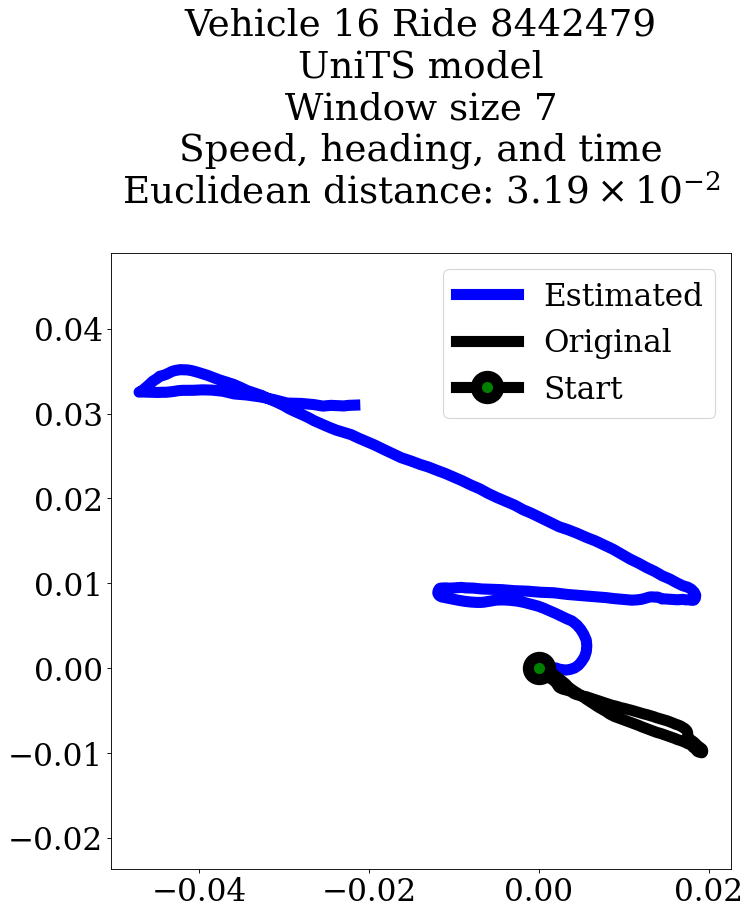 Vehicle 16 Ride 8442479
UniTS model
Window size 7
Speed, heading, and time
Euclidean distance: $3.19 \times 10^{-2}$
Estimated
Original
Start
0.04
0.03
0.02
0.01
0.00
−0.01
−0.02
−0.04
−0.02
0.00
0.02